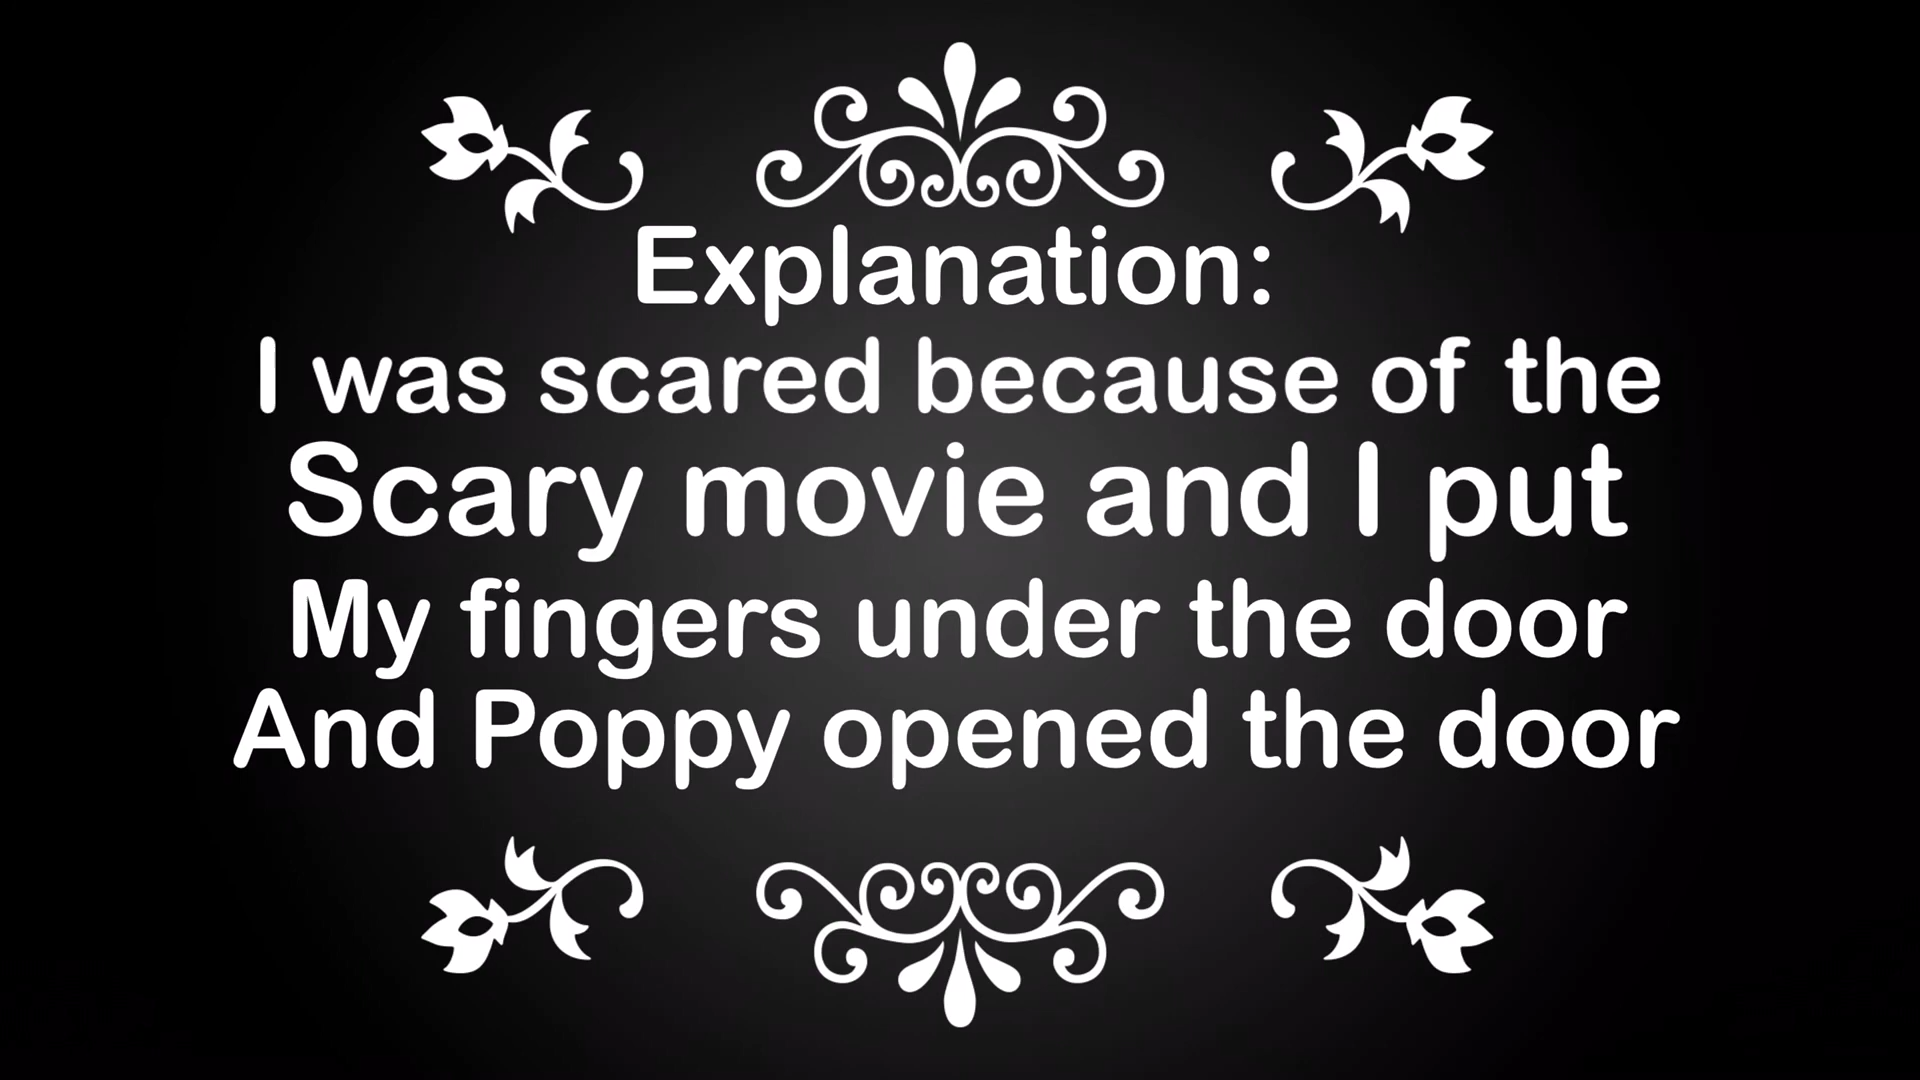 Explanation:
I was scared because of the
Scary movie and I put
My fingers under the door
And Poppy opened the door